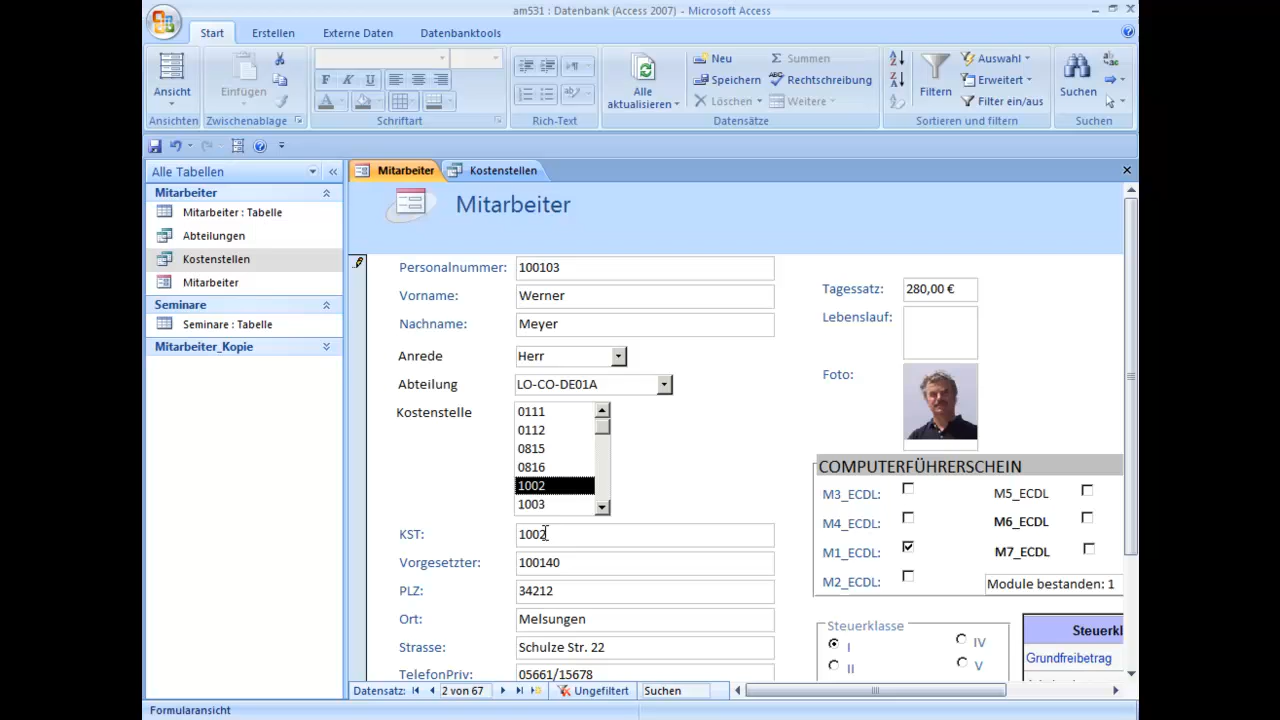 am531 : Datenbank (Access 2007) - Microsoft Access
Start Erstellen Externe Daten Datenbanktools
Ansicht
Ansichten
Einfügen
Zwischenablage
F K U
A
Schriftart
Rich-Text
Alle aktualisieren
Neu
Speichern
Löschen
Summen
Rechtschreibung
Weitere
Datensätze
Filtern
Auswahl
Erweitert
Filter ein/aus
Sortieren und filtern
Suchen
Suchen
Alle Tabellen
Mitarbeiter
Mitarbeiter : Tabelle
Abteilungen
Kostenstellen
Mitarbeiter
Seminare
Seminare : Tabelle
Mitarbeiter_Kopie
Mitarbeiter Kostenstellen
Mitarbeiter
Personalnummer: 100103
Vorname: Werner
Nachname: Meyer
Anrede Herr
Abteilung LO-CO-DE01A
Kostenstelle 0111
0112
0815
0816
1002
1003
KST: 1002
Vorgesetzter: 100140
PLZ: 34212
Ort: Melsungen
Strasse: Schulze Str. 22
TelefonPriv: 05661/15678
Tagessatz: 280,00 €
Lebenslauf:
Foto:
COMPUTERFÜHRERSCHEIN
M3_ECDL: M5_ECDL
M4_ECDL: M6_ECDL
M1_ECDL: M7_ECDL
M2_ECDL: Module bestanden: 1
Steuerklasse
I IV
II V
Steuerkl
Grundfreibetrag
Datensatz: 2 von 67 Ungefiltert Suchen
Formularansicht